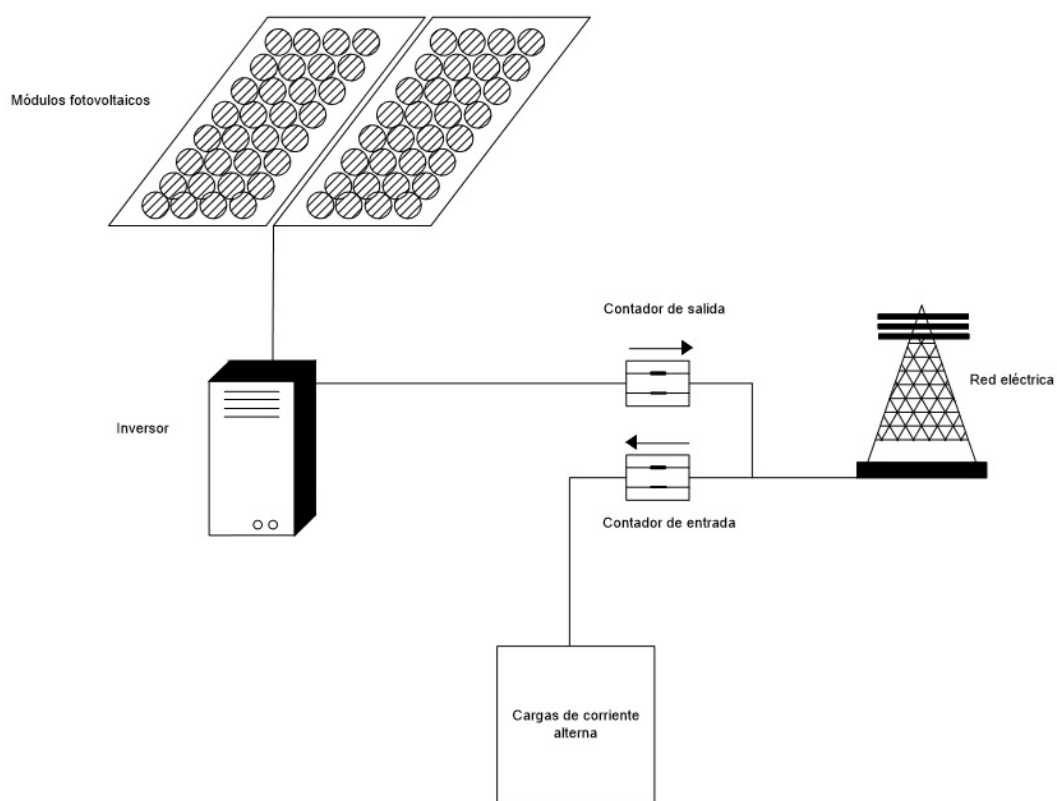 Módulos fotovoltaicos
Contador de salida
Red eléctrica
Inversor
Contador de entrada
Cargas de corriente
alterna